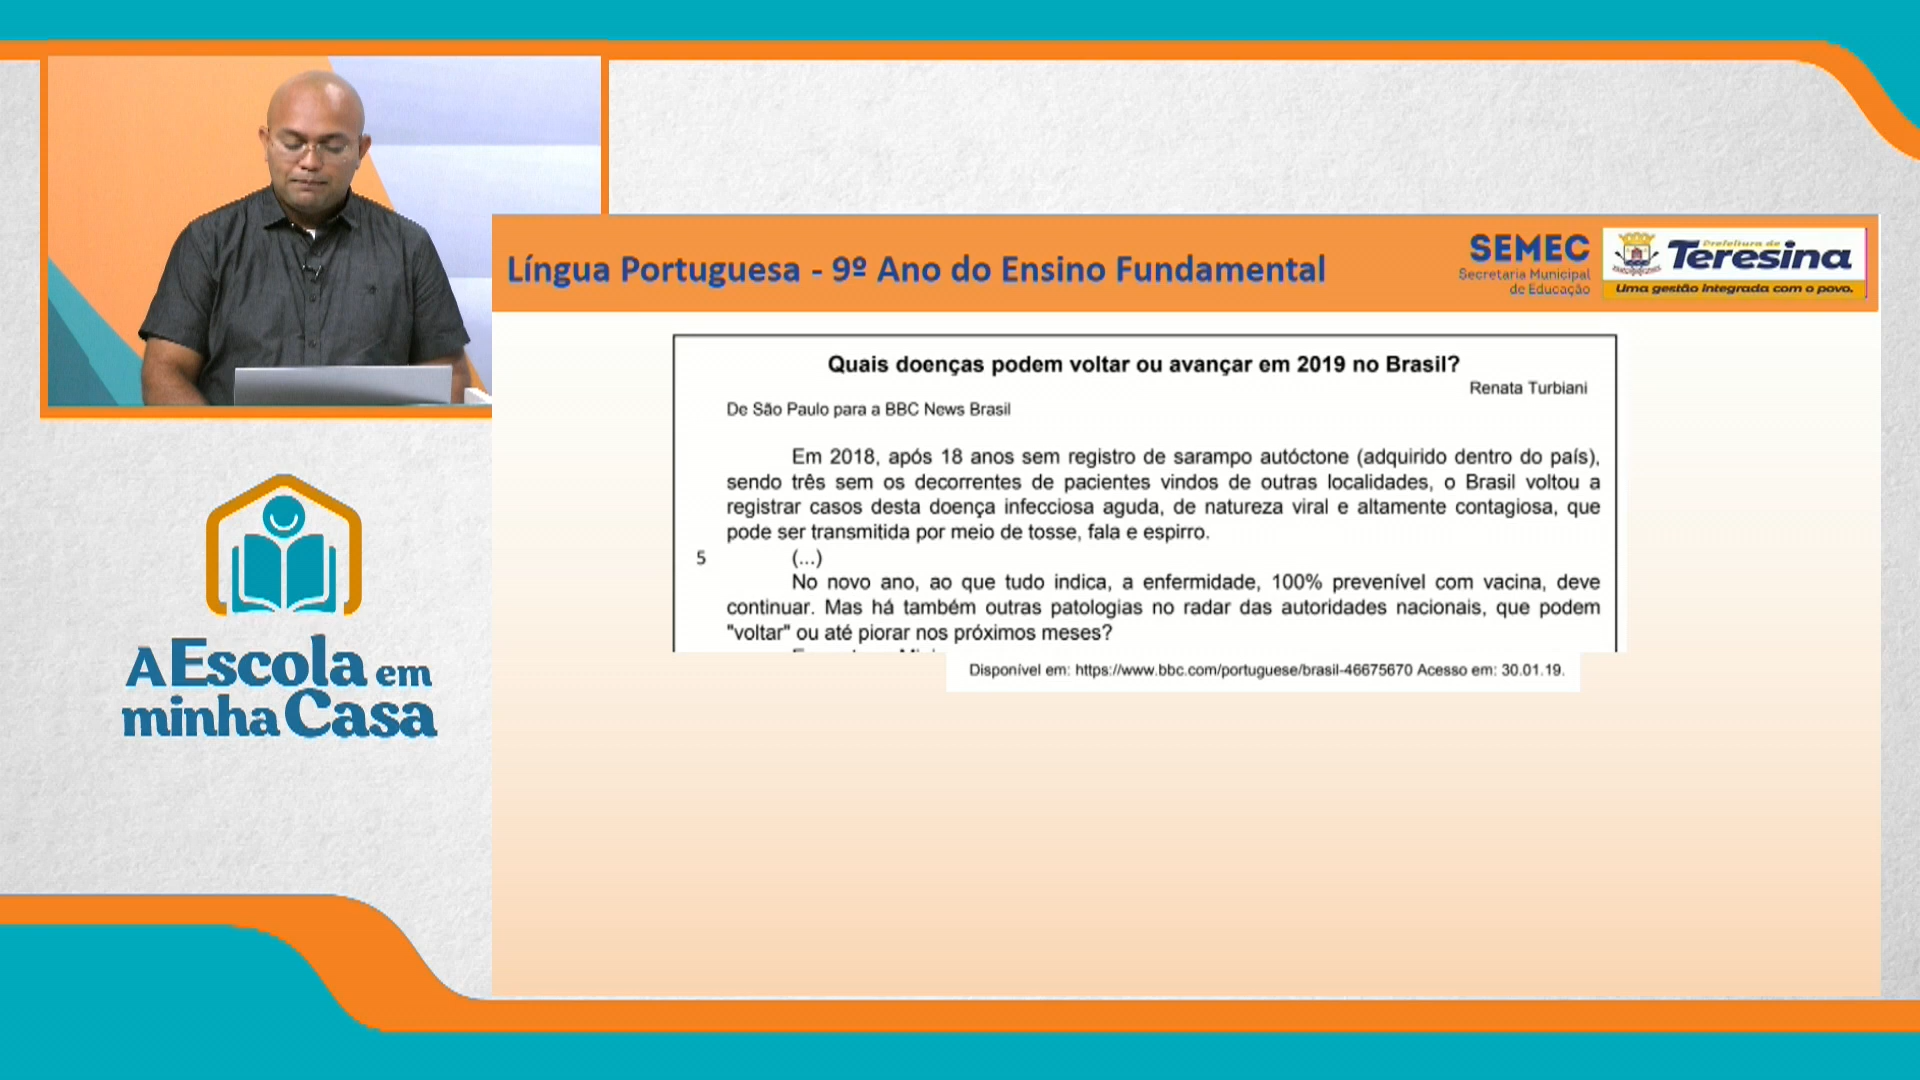 Língua Portuguesa - 9º Ano do Ensino Fundamental
SEMEC
Secretaria Municipal
de Educação
Prefeitura de
Teresina
Uma gestão integrada com o povo.
Quais doenças podem voltar ou avançar em 2019 no Brasil?
Renata Turbiani
De São Paulo para a BBC News Brasil
Em 2018, após 18 anos sem registro de sarampo autóctone (adquirido dentro do país),
sendo três sem os decorrentes de pacientes vindos de outras localidades, o Brasil voltou a
registrar casos desta doença infecciosa aguda, de natureza viral e altamente contagiosa, que
pode ser transmitida por meio de tosse, fala e espirro.
5 (...)
No novo ano, ao que tudo indica, a enfermidade, 100% prevenível com vacina, deve
continuar. Mas há também outras patologias no radar das autoridades nacionais, que podem
"voltar" ou até piorar nos próximos meses?
Disponível em: https://www.bbc.com/portuguese/brasil-46675670 Acesso em: 30.01.19.
A Escola em
minha Casa